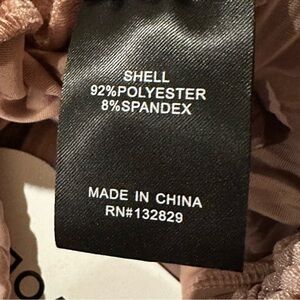 SHELL
92%POLYESTER
8%SPANDEX
MADE IN CHINA
RN#132829